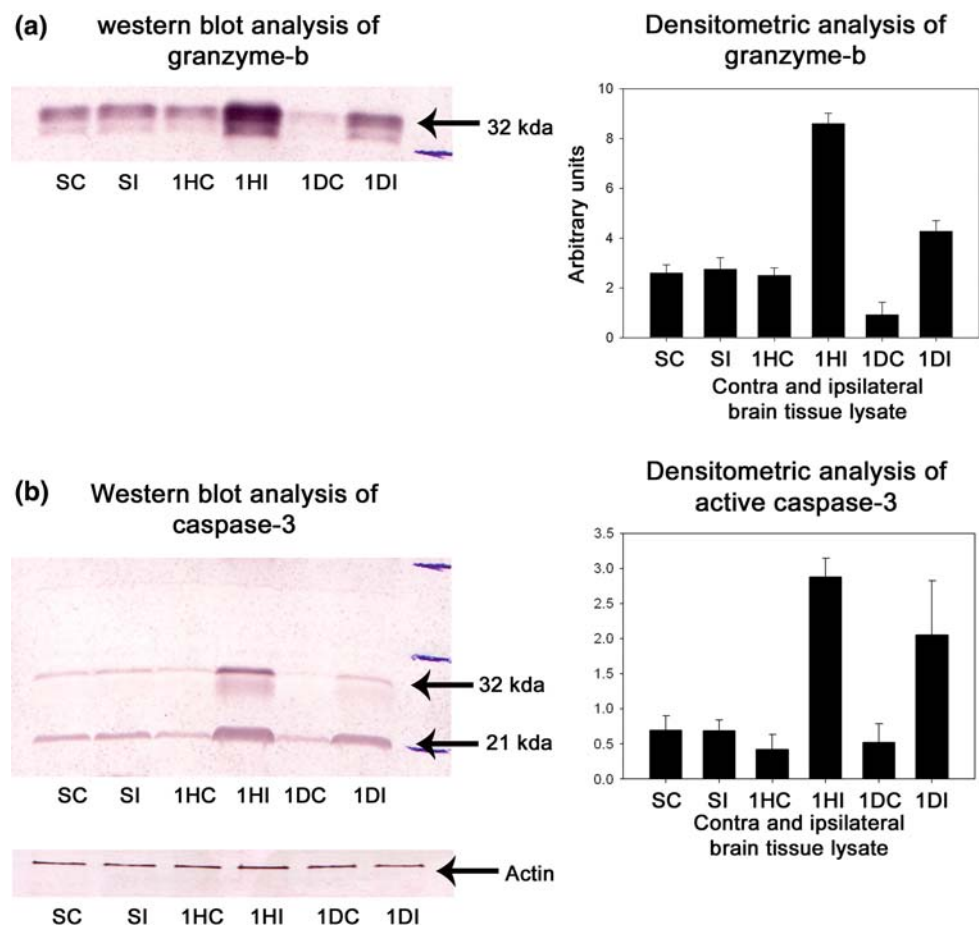 (a)
western blot analysis of
granzyme-b
32 kda
SC SI 1HC 1HI 1DC 1DI
Densitometric analysis of
granzyme-b
Arbitrary units
10
8
6
4
2
0
SC SI 1HC 1HI 1DC 1DI
Contra and ipsilateral
brain tissue lysate
(b)
Western blot analysis of
caspase-3
32 kda
21 kda
SC SI 1HC 1HI 1DC 1DI
Actin
SC SI 1HC 1HI 1DC 1DI
Densitometric analysis of
active caspase-3
3.5
3.0
2.5
2.0
1.5
1.0
0.5
0.0
SC SI 1HC 1HI 1DC 1DI
Contra and ipsilateral
brain tissue lysate